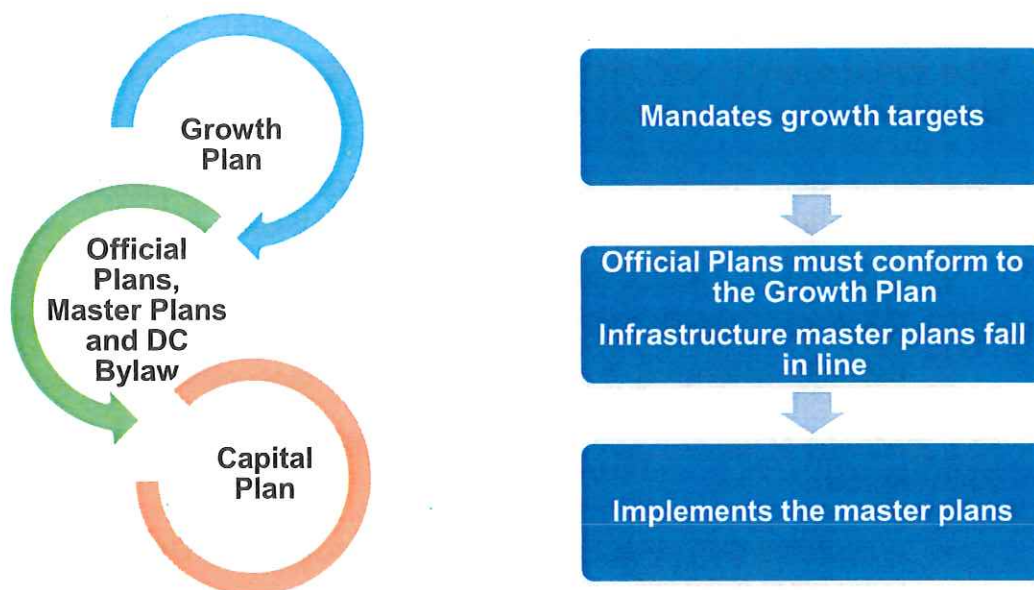 Growth
Plan
Official
Plans,
Master Plans
and DC
Bylaw
Capital
Plan
Mandates growth targets
Official Plans must conform to
the Growth Plan
Infrastructure master plans fall
in line
Implements the master plans